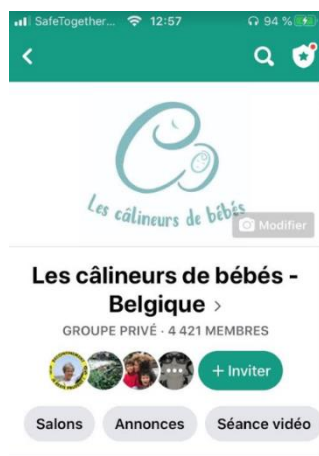 SafeTogether... 12:57 94 %
Les câlineurs de bébés
Modifier
Les câlineurs de bébés -
Belgique >
GROUPE PRIVÉ · 4 421 MEMBRES
+ Inviter
Salons Annonces Séance vidéo